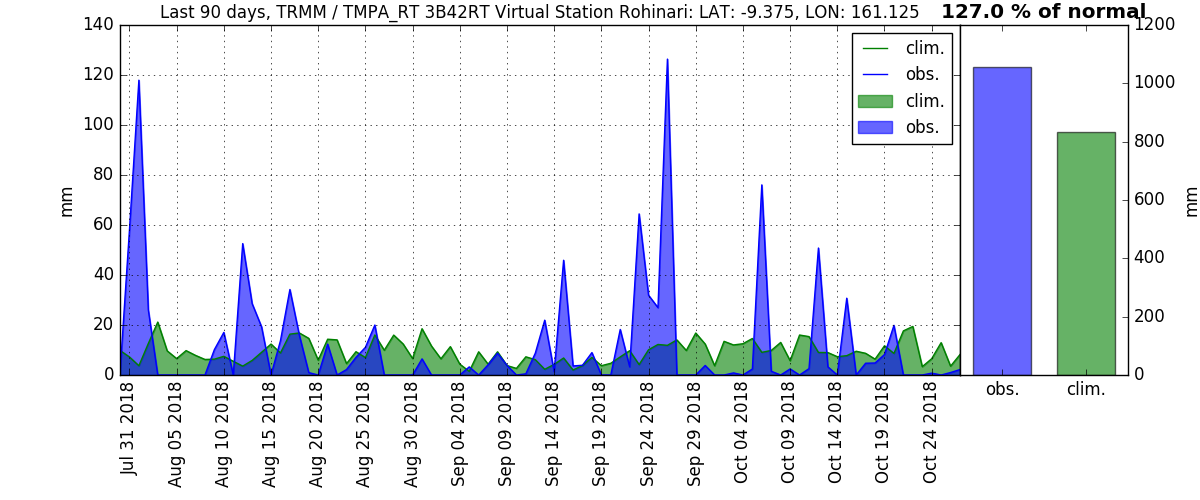 Last 90 days, TRMM / TMPA_RT 3B42RT Virtual Station Rohinari: LAT: -9.375, LON: 161.125
127.0 % of normal
mm
140
120
100
80
60
40
20
0
clim.
obs.
clim.
obs.
1200
1000
800
600
400
200
0
mm
Jul 31 2018
Aug 05 2018
Aug 10 2018
Aug 15 2018
Aug 20 2018
Aug 25 2018
Aug 30 2018
Sep 04 2018
Sep 09 2018
Sep 14 2018
Sep 19 2018
Sep 24 2018
Sep 29 2018
Oct 04 2018
Oct 09 2018
Oct 14 2018
Oct 19 2018
Oct 24 2018
obs.
clim.